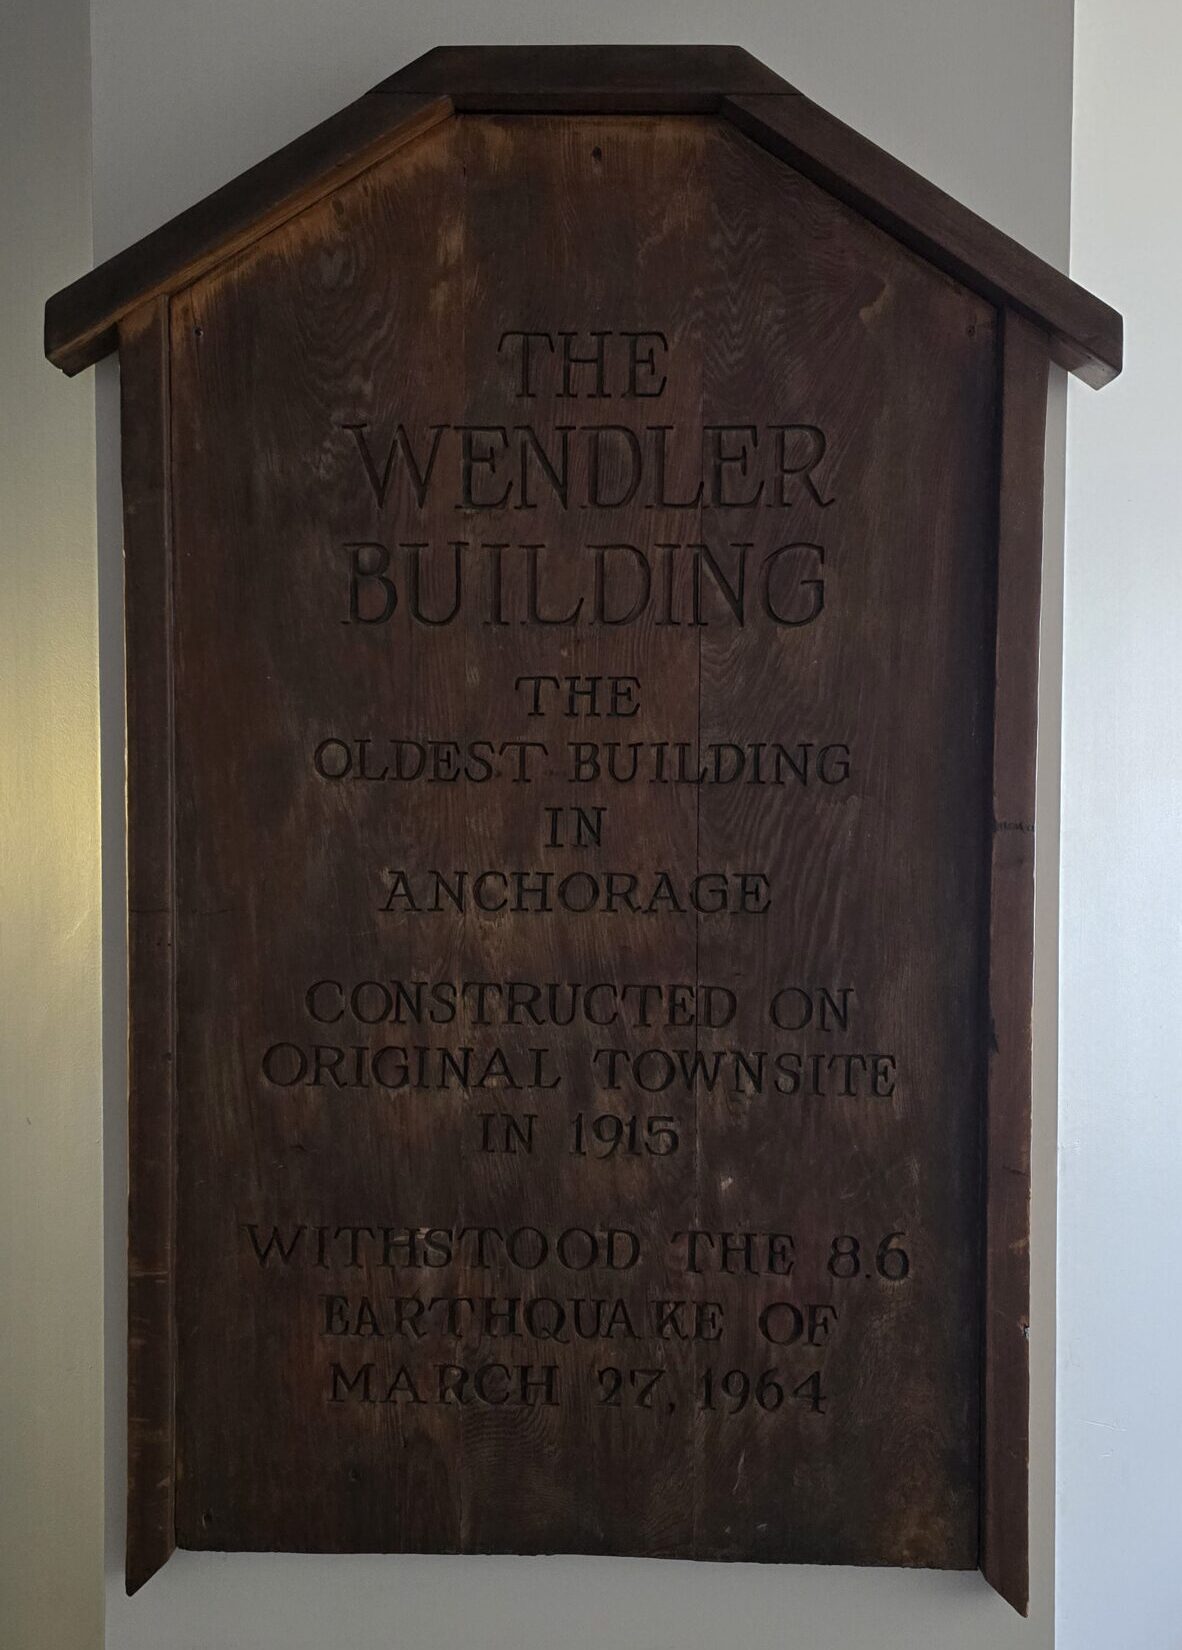 THE
WENDLER
BUILDING
THE
OLDEST BUILDING
IN
ANCHORAGE
CONSTRUCTED ON
ORIGINAL TOWNSITE
IN 1915
WITHSTOOD THE 8.6
EARTHQUAKE OF
MARCH 27, 1964